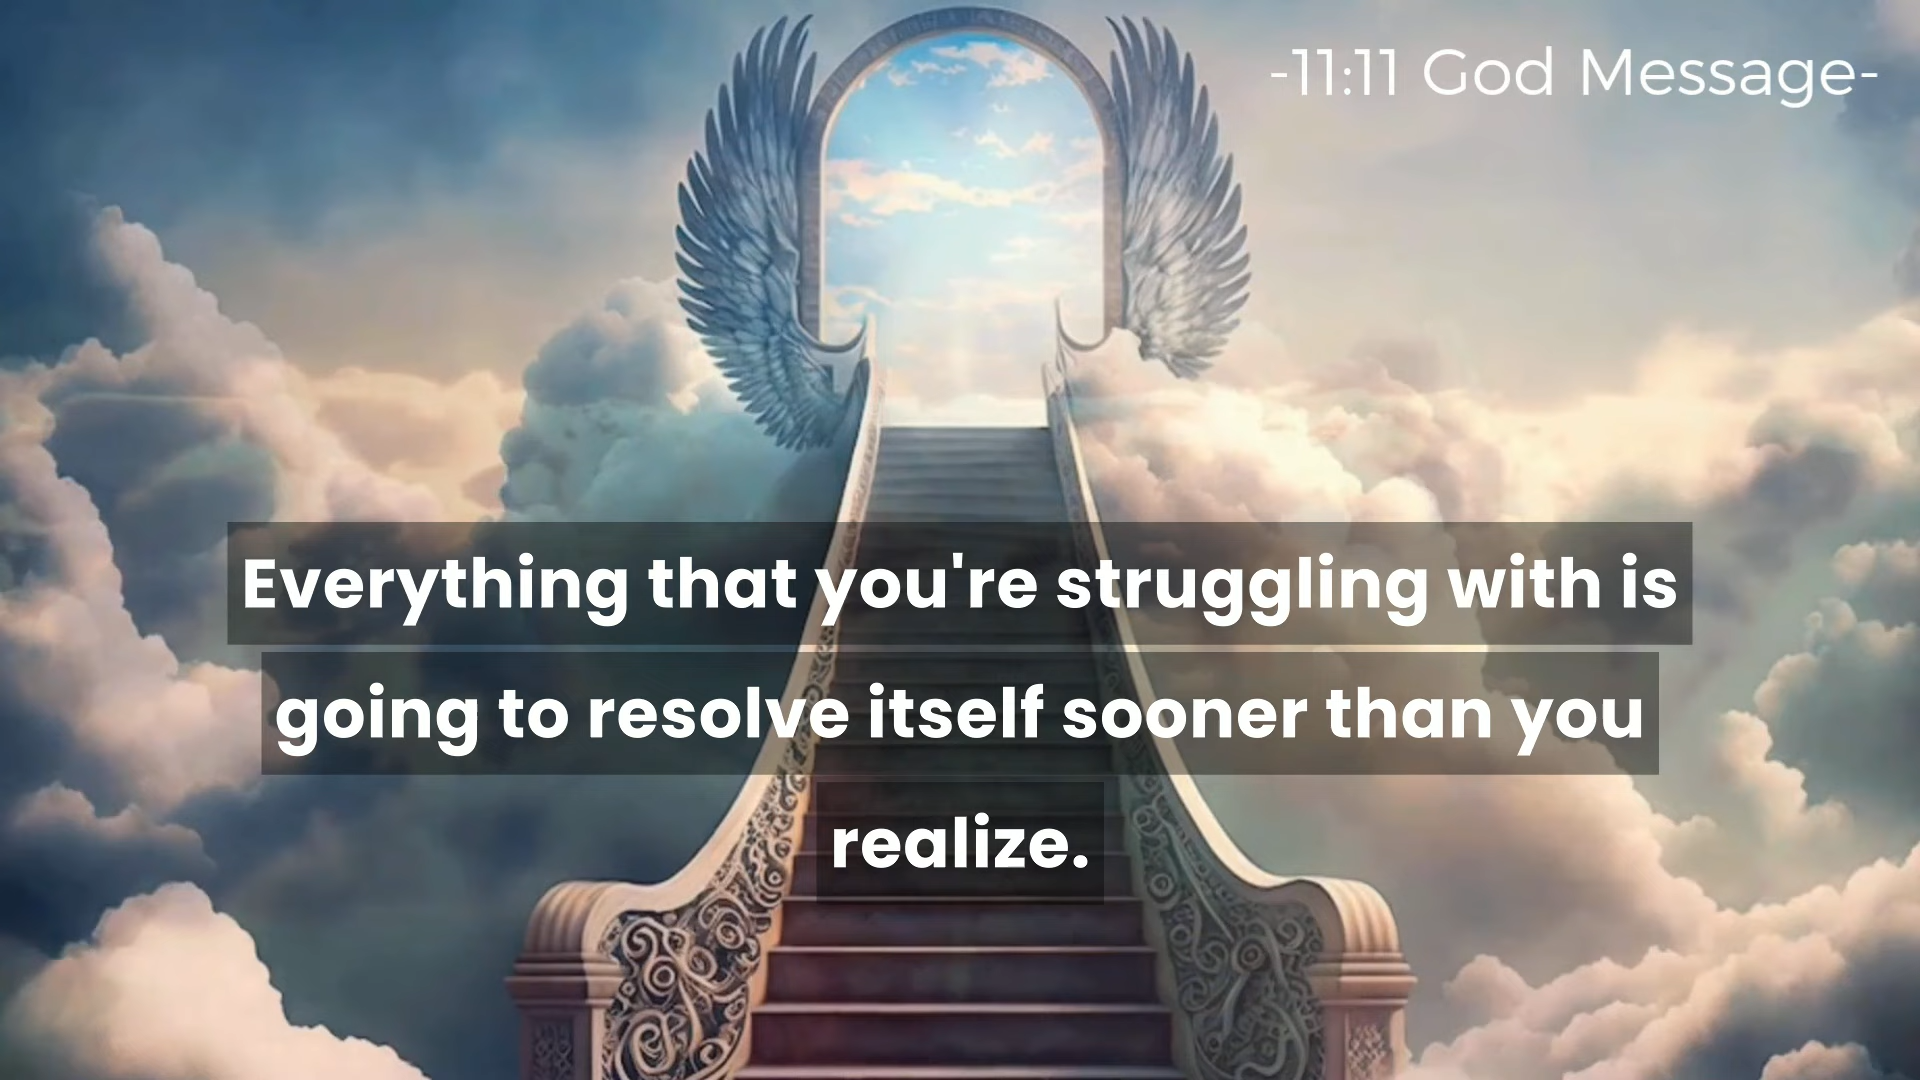 -11:11 God Message-
Everything that you're struggling with is
going to resolve itself sooner than you
realize.